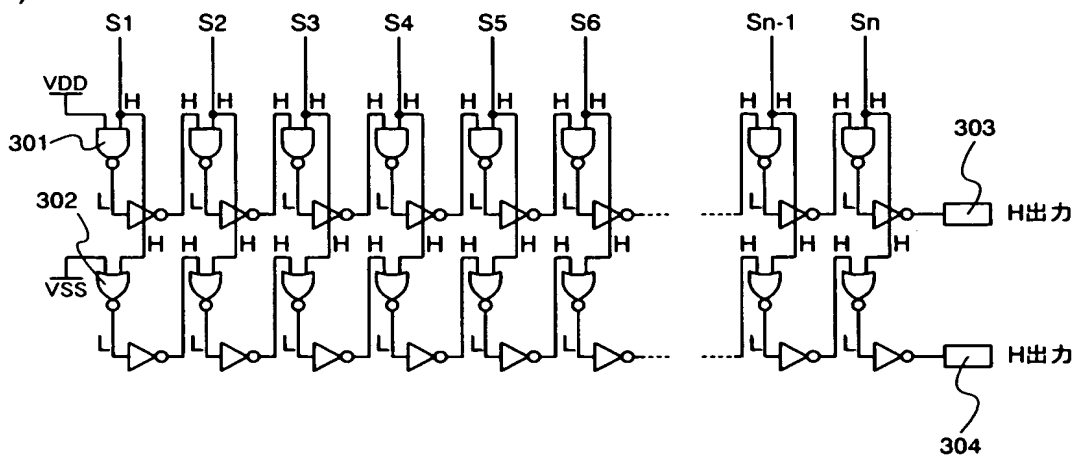 )
S1 S2 S3 S4 S5 S6 Sn-1 Sn
VDD
H H H H H H H H H H H H H H H
301
303
L L L L L L L L
H出力
302
H H H H H H H H H H H H H H H
VSS
L L L L L L L L
H出力
304